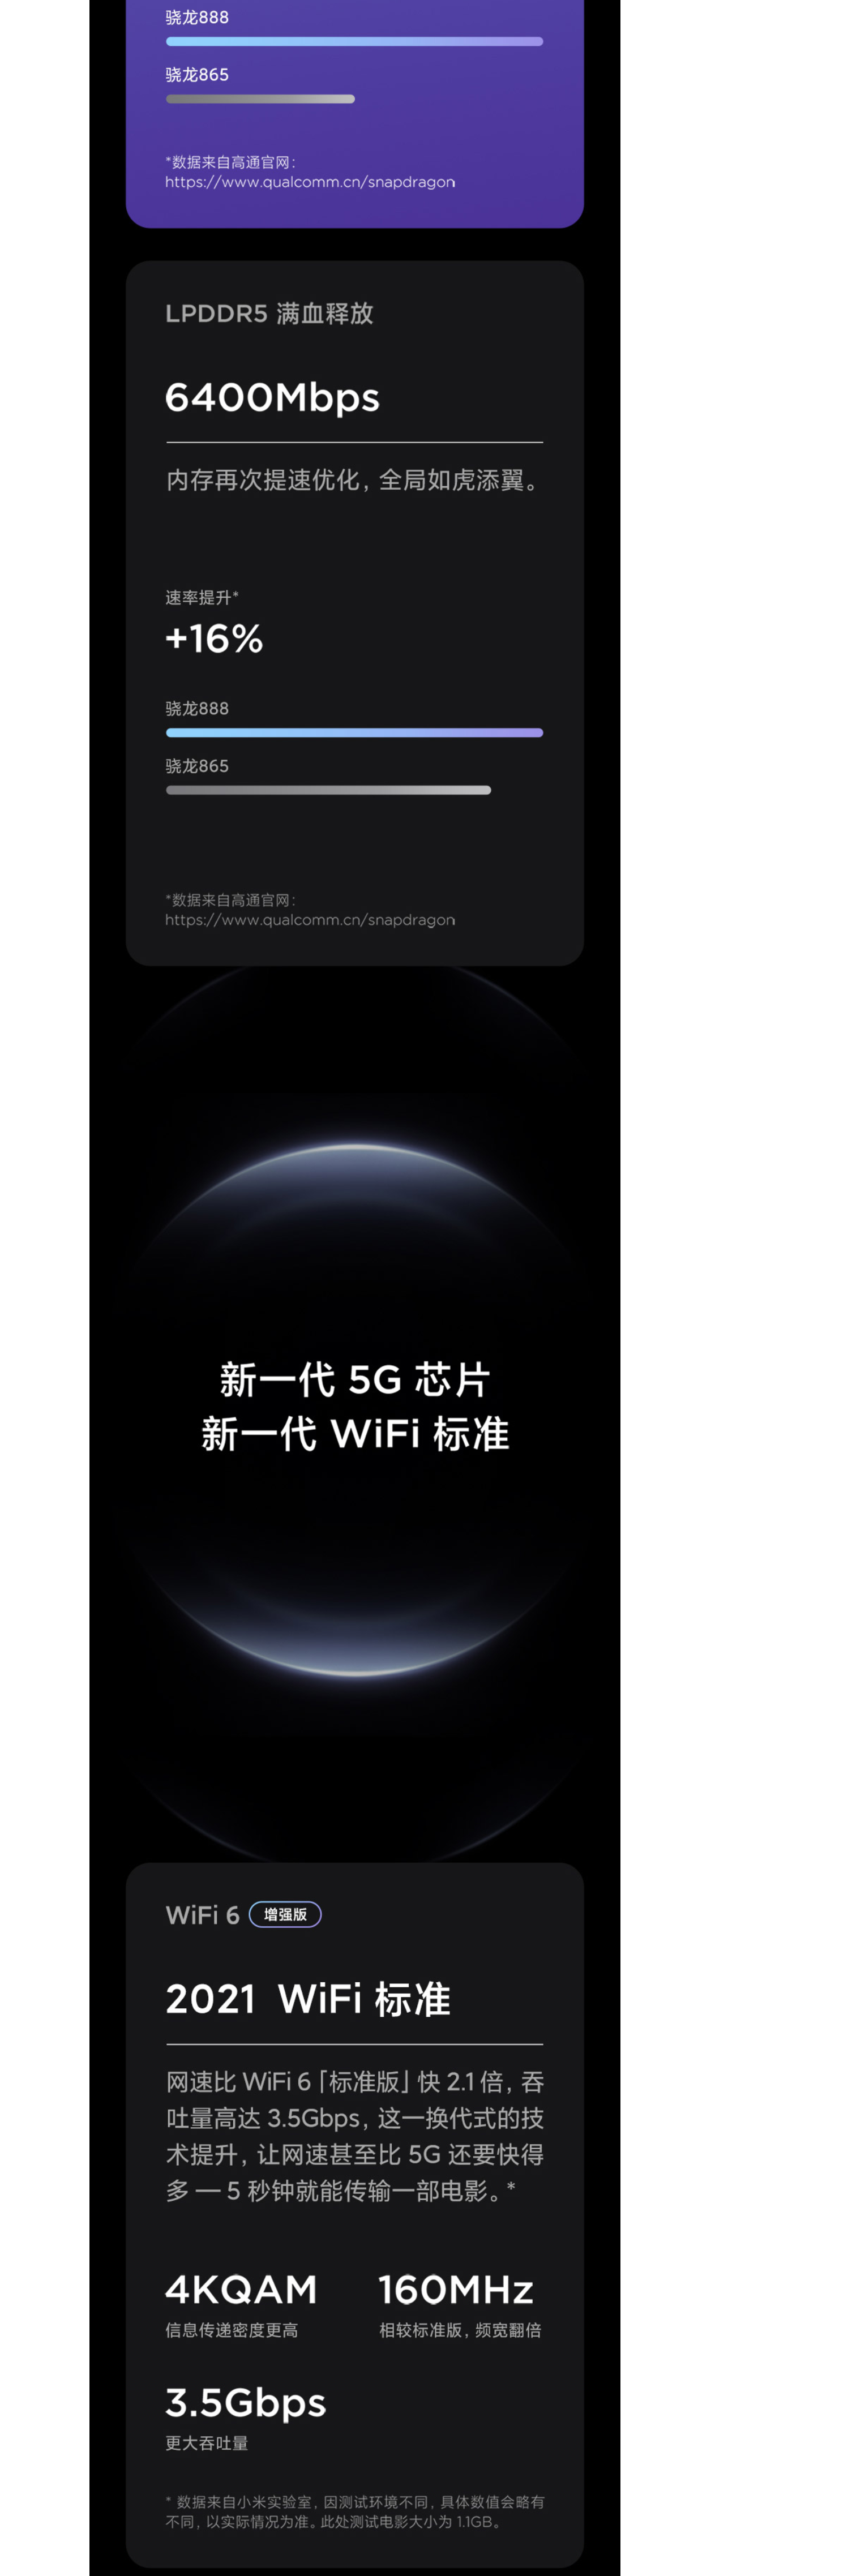 骁龙888
骁龙865
*数据来自高通官网：
https://www.qualcomm.cn/snapdragon
LPDDR5 满血释放
6400Mbps
内存再次提速优化，全局如虎添翼。
速率提升*
+16%
骁龙888
骁龙865
*数据来自高通官网：
https://www.qualcomm.cn/snapdragon
新一代 5G 芯片
新一代 WiFi 标准
WiFi 6 增强版
2021 WiFi 标准
网速比 WiFi 6「标准版」快 2.1 倍，吞
吐量高达 3.5Gbps，这一换代式的技
术提升，让网速甚至比 5G 还要快得
多 — 5 秒钟就能传输一部电影。*
4KQAM 160MHz
信息传递密度更高 相较标准版，频宽翻倍
3.5Gbps
更大吞吐量
* 数据来自小米实验室，因测试环境不同，具体数值会略有
不同，以实际情况为准。此处测试电影大小为 1.1GB。